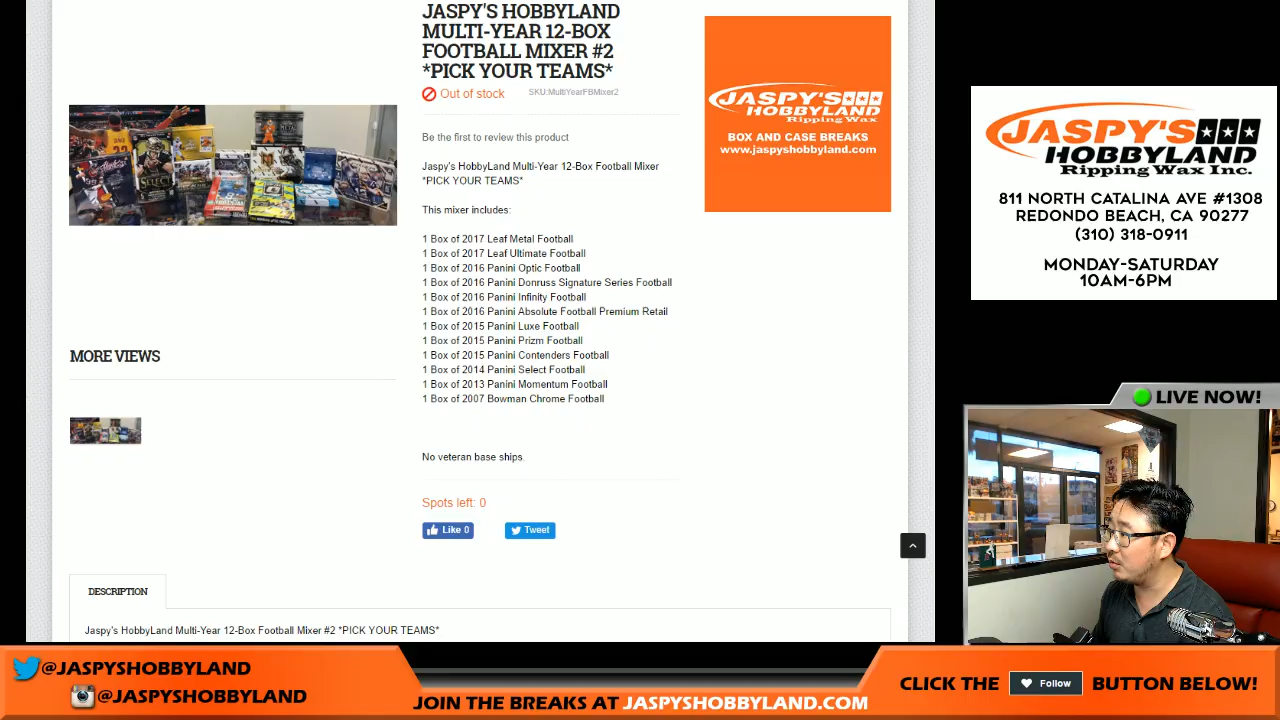 JASPY'S HOBBYLAND
MULTI-YEAR 12-BOX
FOOTBALL MIXER #2
*PICK YOUR TEAMS*
Out of stock
SKU:MultiYearFBMixer2
Be the first to review this product
Jaspy's HobbyLand Multi-Year 12-Box Football Mixer
*PICK YOUR TEAMS*
This mixer includes:
1 Box of 2017 Leaf Metal Football
1 Box of 2017 Leaf Ultimate Football
1 Box of 2016 Panini Optic Football
1 Box of 2016 Panini Donruss Signature Series Football
1 Box of 2016 Panini Infinity Football
1 Box of 2016 Panini Absolute Football Premium Retail
1 Box of 2015 Panini Luxe Football
1 Box of 2015 Panini Prizm Football
1 Box of 2015 Panini Contenders Football
1 Box of 2014 Panini Select Football
1 Box of 2013 Panini Momentum Football
1 Box of 2007 Bowman Chrome Football
No veteran base ships.
Spots left: 0
Like 0
Tweet
MORE VIEWS
DESCRIPTION
Jaspy's HobbyLand Multi-Year 12-Box Football Mixer #2 *PICK YOUR TEAMS*
SELECT
JASPY'S
HOBBYLAND
Ripping Wax
BOX AND CASE BREAKS
www.jaspyshobbyland.com
JASPY'S
HOBBYLAND
Ripping Wax Inc.
811 NORTH CATALINA AVE #1308
REDONDO BEACH, CA 90277
(310) 318-0911
MONDAY-SATURDAY
10AM-6PM
LIVE NOW!
@JASPYSHOBBYLAND
@JASPYSHOBBYLAND
JOIN THE BREAKS AT JASPYSHOBBYLAND.COM
CLICK THE Follow BUTTON BELOW!